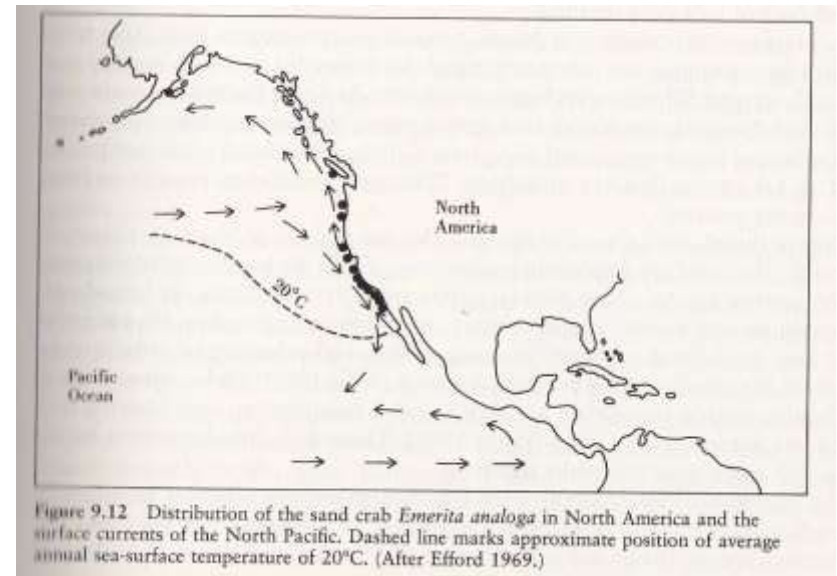 North
America
20°C
Pacific
Ocean
Figure 9.12 Distribution of the sand crab Emerita analoga in North America and the
surface currents of the North Pacific. Dashed line marks approximate position of average
annual sea-surface temperature of 20°C. (After Efford 1969.)